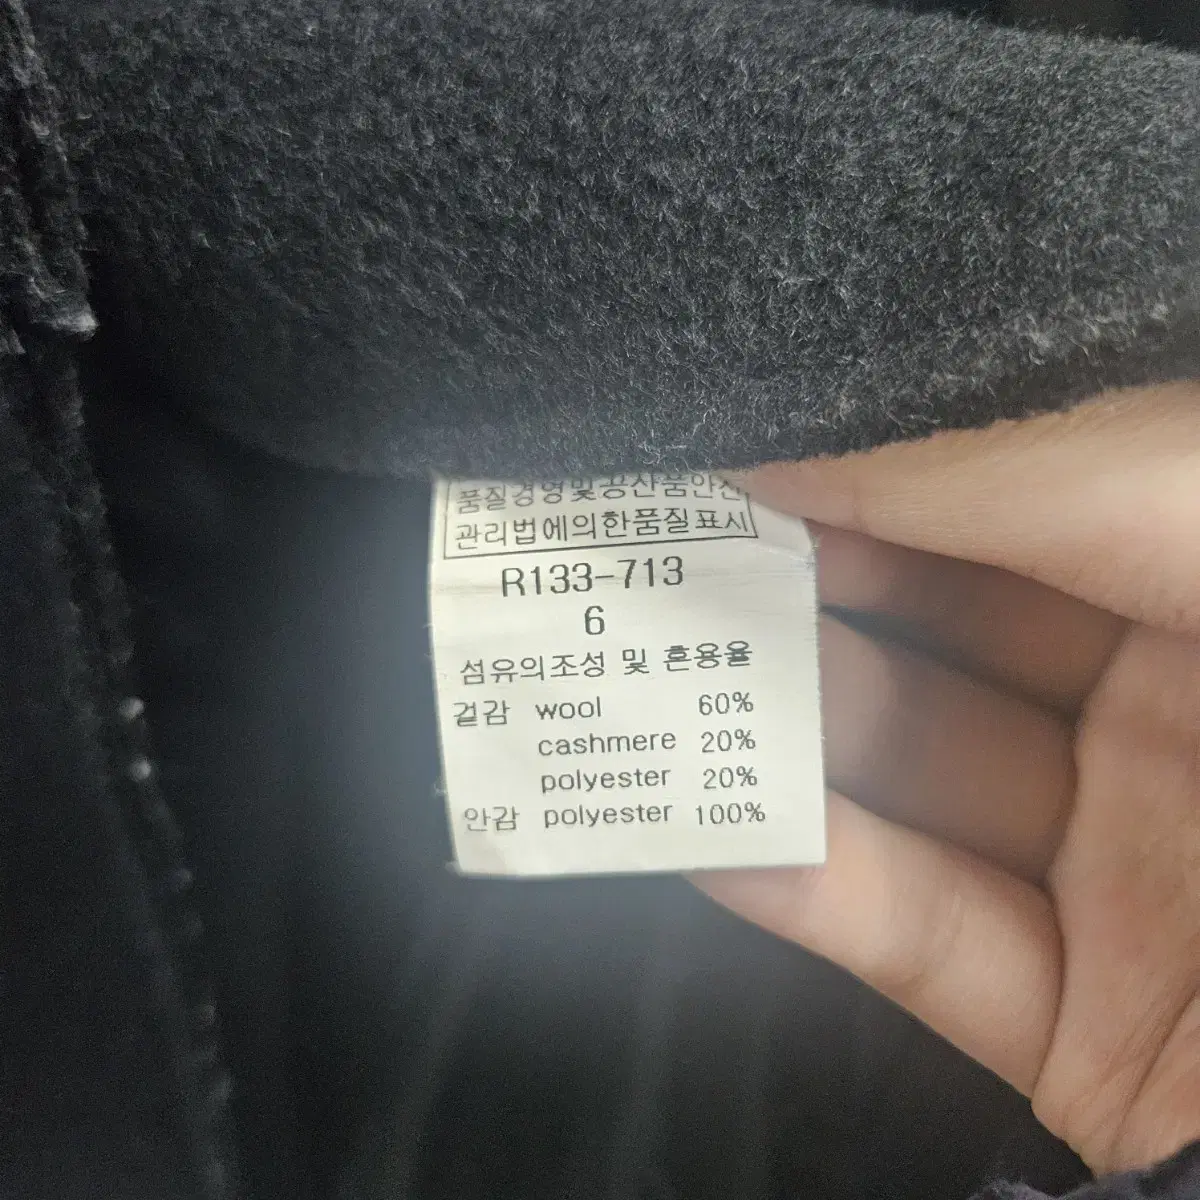 품질경영및공산품안전
관리법에의한품질표시
R133-713
6
섬유의조성 및 혼용율
겉감 wool 60%
cashmere 20%
polyester 20%
안감 polyester 100%